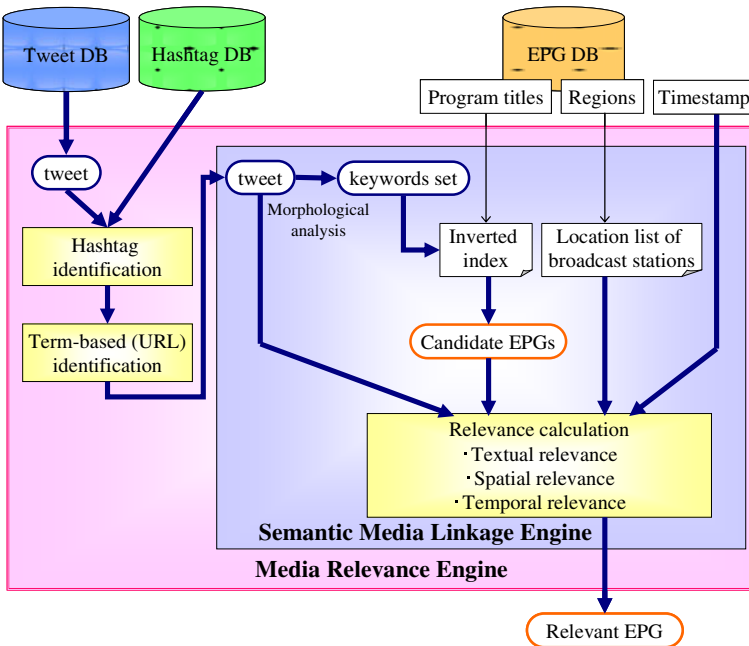 Tweet DB
Hashtag DB
EPG DB
Program titles
Regions
Timestamp
tweet
tweet
keywords set
Morphological
analysis
Hashtag
identification
Inverted
index
Location list of
broadcast stations
Term-based (URL)
identification
Candidate EPGs
Relevance calculation
・Textual relevance
・Spatial relevance
・Temporal relevance
Semantic Media Linkage Engine
Media Relevance Engine
Relevant EPG